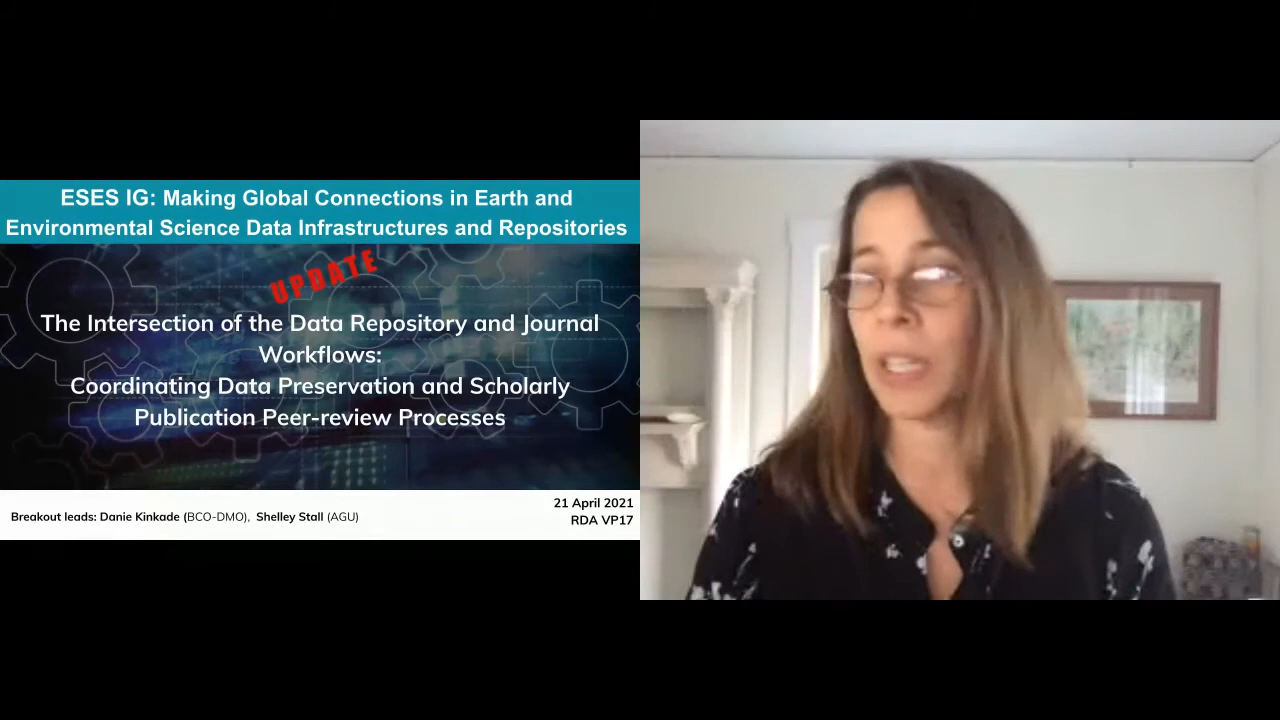 ESES IG: Making Global Connections in Earth and
Environmental Science Data Infrastructures and Repositories
UPDATE
The Intersection of the Data Repository and Journal
Workflows:
Coordinating Data Preservation and Scholarly
Publication Peer-review Processes
Breakout leads: Danie Kinkade (BCO-DMO), Shelley Stall (AGU)
21 April 2021
RDA VP17